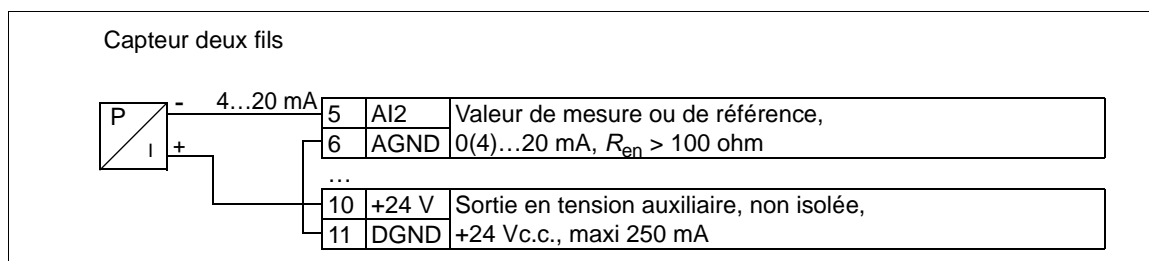 Capteur deux fils
P
I
-
+
4…20 mA
5 AI2 Valeur de mesure ou de référence,
6 AGND 0(4)…20 mA, Ren > 100 ohm
…
10 +24 V Sortie en tension auxiliaire, non isolée,
11 DGND +24 Vc.c., maxi 250 mA